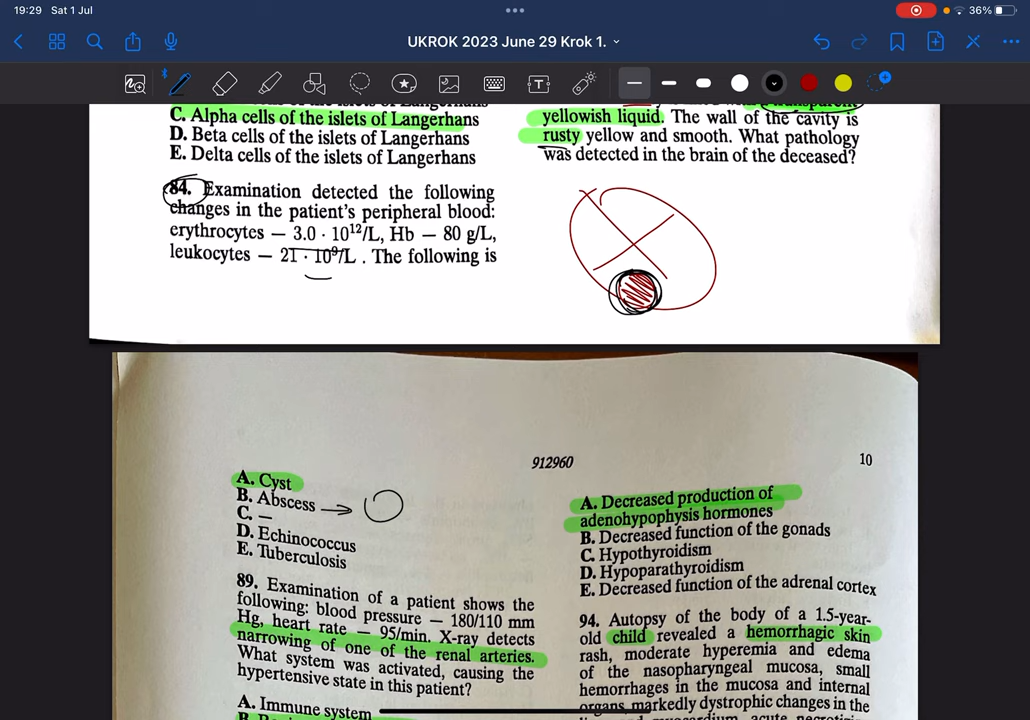 19:29 Sat 1 Jul
36%
UKROK 2023 June 29 Krok 1.
C. Alpha cells of the islets of Langerhans
D. Beta cells of the islets of Langerhans
E. Delta cells of the islets of Langerhans
84. Examination detected the following
changes in the patient's peripheral blood:
erythrocytes — 3.0 · 10¹²/L, Hb — 80 g/L,
leukocytes — 21 · 10⁹/L . The following is
yellowish liquid. The wall of the cavity is
rusty yellow and smooth. What pathology
was detected in the brain of the deceased?
912960
10
A. Cyst
B. Abscess
C. —
D. Echinococcus
E. Tuberculosis
89. Examination of a patient shows the
following: blood pressure — 180/110 mm
Hg, heart rate — 95/min. X-ray detects
narrowing of one of the renal arteries.
What system was activated, causing the
hypertensive state in this patient?
A. Immune system
A. Decreased production of
adenohypophysis hormones
B. Decreased function of the gonads
C. Hypothyroidism
D. Hypoparathyroidism
E. Decreased function of the adrenal cortex
94. Autopsy of the body of a 1.5-year-
old child revealed a hemorrhagic skin
rash, moderate hyperemia and edema
of the nasopharyngeal mucosa, small
hemorrhages in the mucosa and internal
organs, markedly dystrophic changes in the